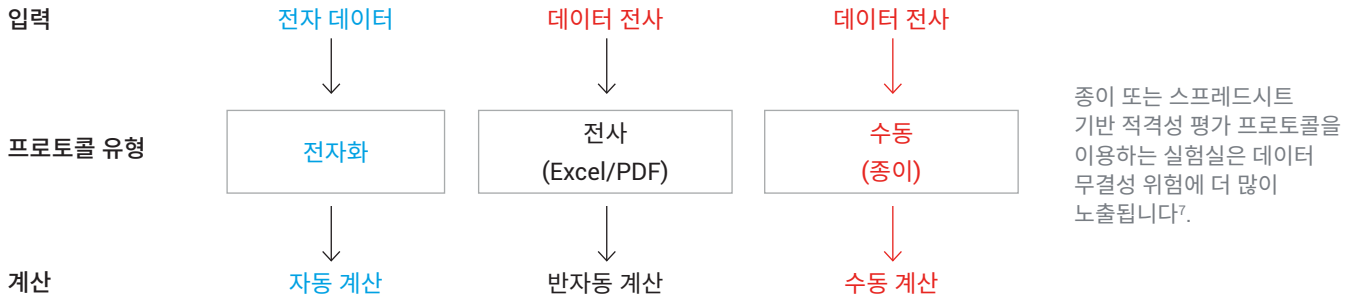 입력
전자 데이터
데이터 전사
데이터 전사
프로토콜 유형
전자화
전사
(Excel/PDF)
수동
(종이)
계산
자동 계산
반자동 계산
수동 계산
종이 또는 스프레드시트
기반 적격성 평가 프로토콜을
이용하는 실험실은 데이터
무결성 위험에 더 많이
노출됩니다⁷.